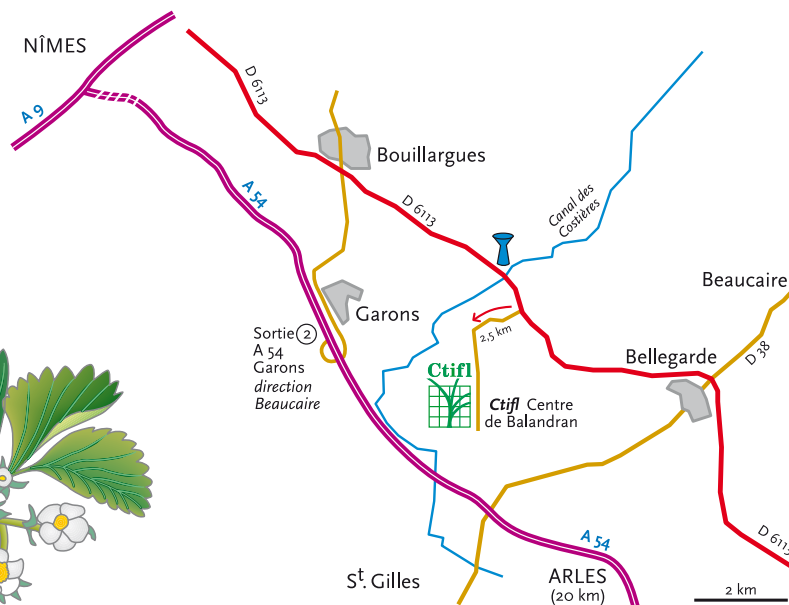 NÎMES
A 9
D 6113
Bouillargues
A 54
D 6113
Canal des
Costières
Beaucaire
Garons
Sortie 2
A 54
Garons
direction
Beaucaire
2,5 km
Bellegarde
D 38
Ctifl
Ctifl Centre
de Balandran
A 54
D 6113
St. Gilles
ARLES
(20 km)
2 km